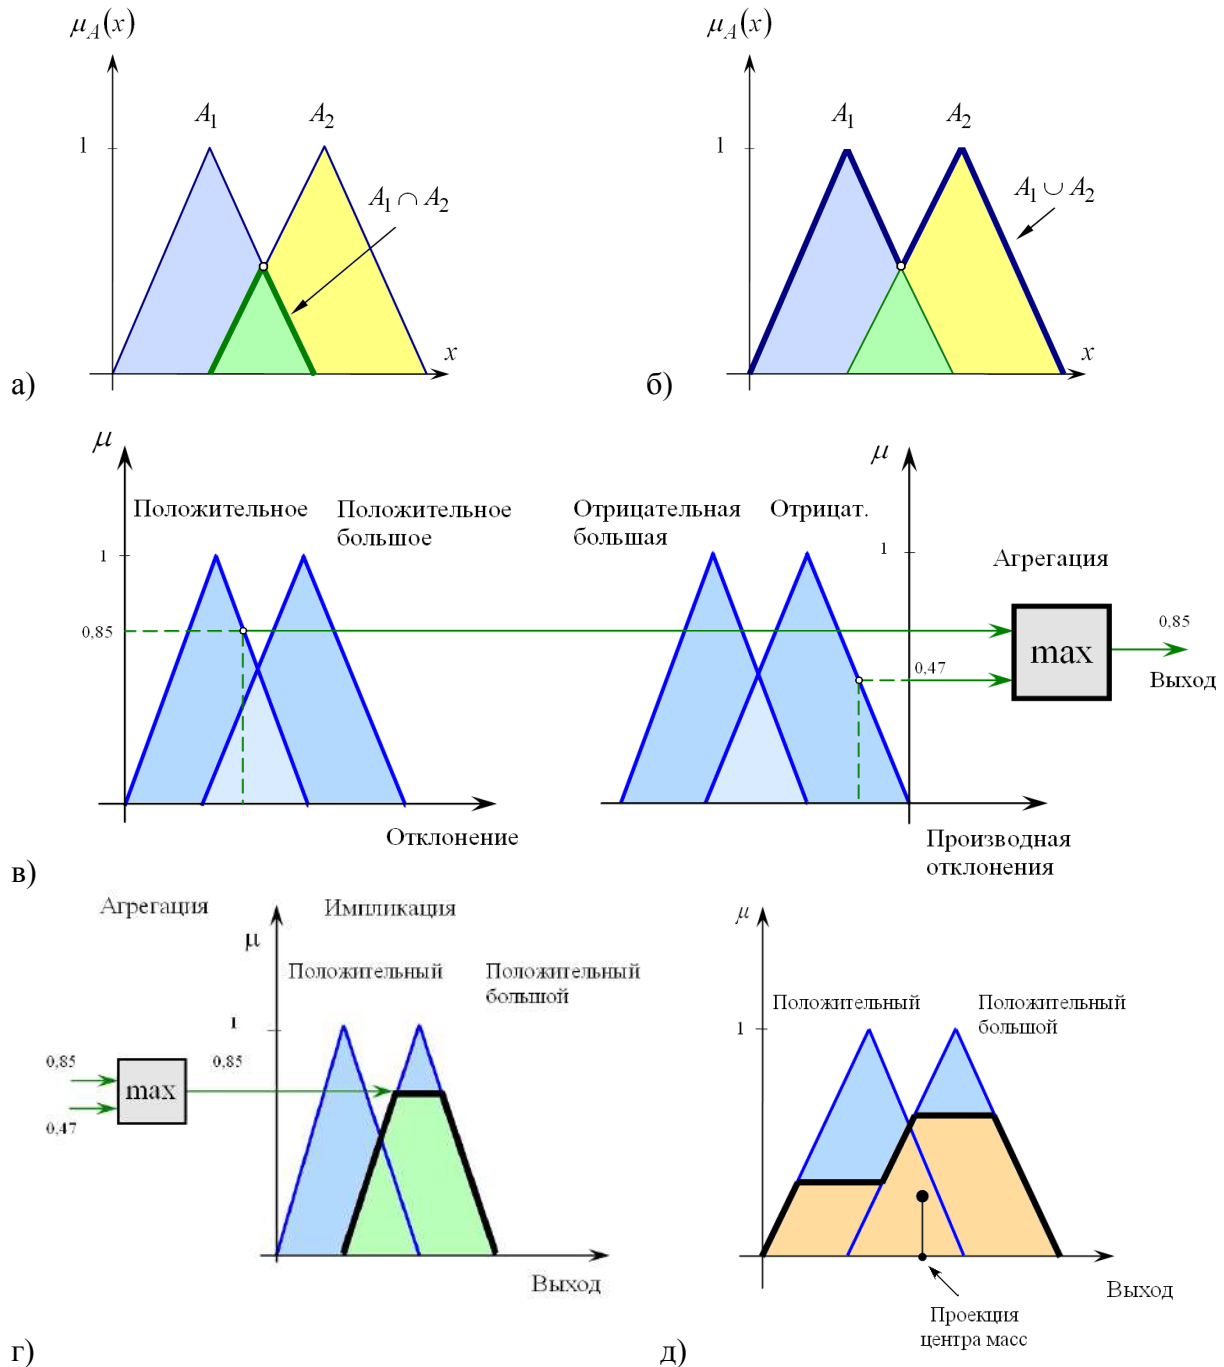 μ_A(x)
A₁
A₂
1
A₁ ∩ A₂
x
а)
μ_A(x)
A₁
A₂
1
A₁ ∪ A₂
x
б)
μ
Положительное
Положительное
большое
1
0,85
Отклонение
μ
Отрицательная
большая
Отрицат.
1
0,47
Производная
отклонения
Агрегация
max
0,85
Выход
в)
Агрегация
Импликация
μ
Положительный
Положительный
большой
1
0,85
0,47
max
0,85
Выход
г)
μ
Положительный
Положительный
большой
1
Выход
Проекция
центра масс
д)